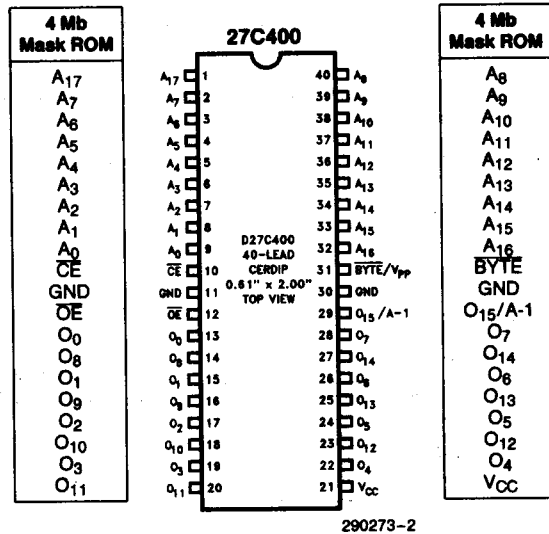 4 Mb
Mask ROM
A17
A7
A6
A5
A4
A3
A2
A1
A0
CE
GND
OE
O0
O8
O1
O9
O2
O10
O3
O11
27C400
A17 1
A7 2
A6 3
A5 4
A4 5
A3 6
A2 7
A1 8
A0 9
CE 10
GND 11
OE 12
O0 13
O8 14
O1 15
O9 16
O2 17
O10 18
O3 19
O11 20
D27C400
40-LEAD
CERDIP
0.61" x 2.00"
TOP VIEW
40 A8
39 A9
38 A10
37 A11
36 A12
35 A13
34 A14
33 A15
32 A16
31 BYTE/VPP
30 GND
29 O15/A-1
28 O7
27 O14
26 O6
25 O13
24 O5
23 O12
22 O4
21 VCC
290273-2
4 Mb
Mask ROM
A8
A9
A10
A11
A12
A13
A14
A15
A16
BYTE
GND
O15/A-1
O7
O14
O6
O13
O5
O12
O4
VCC